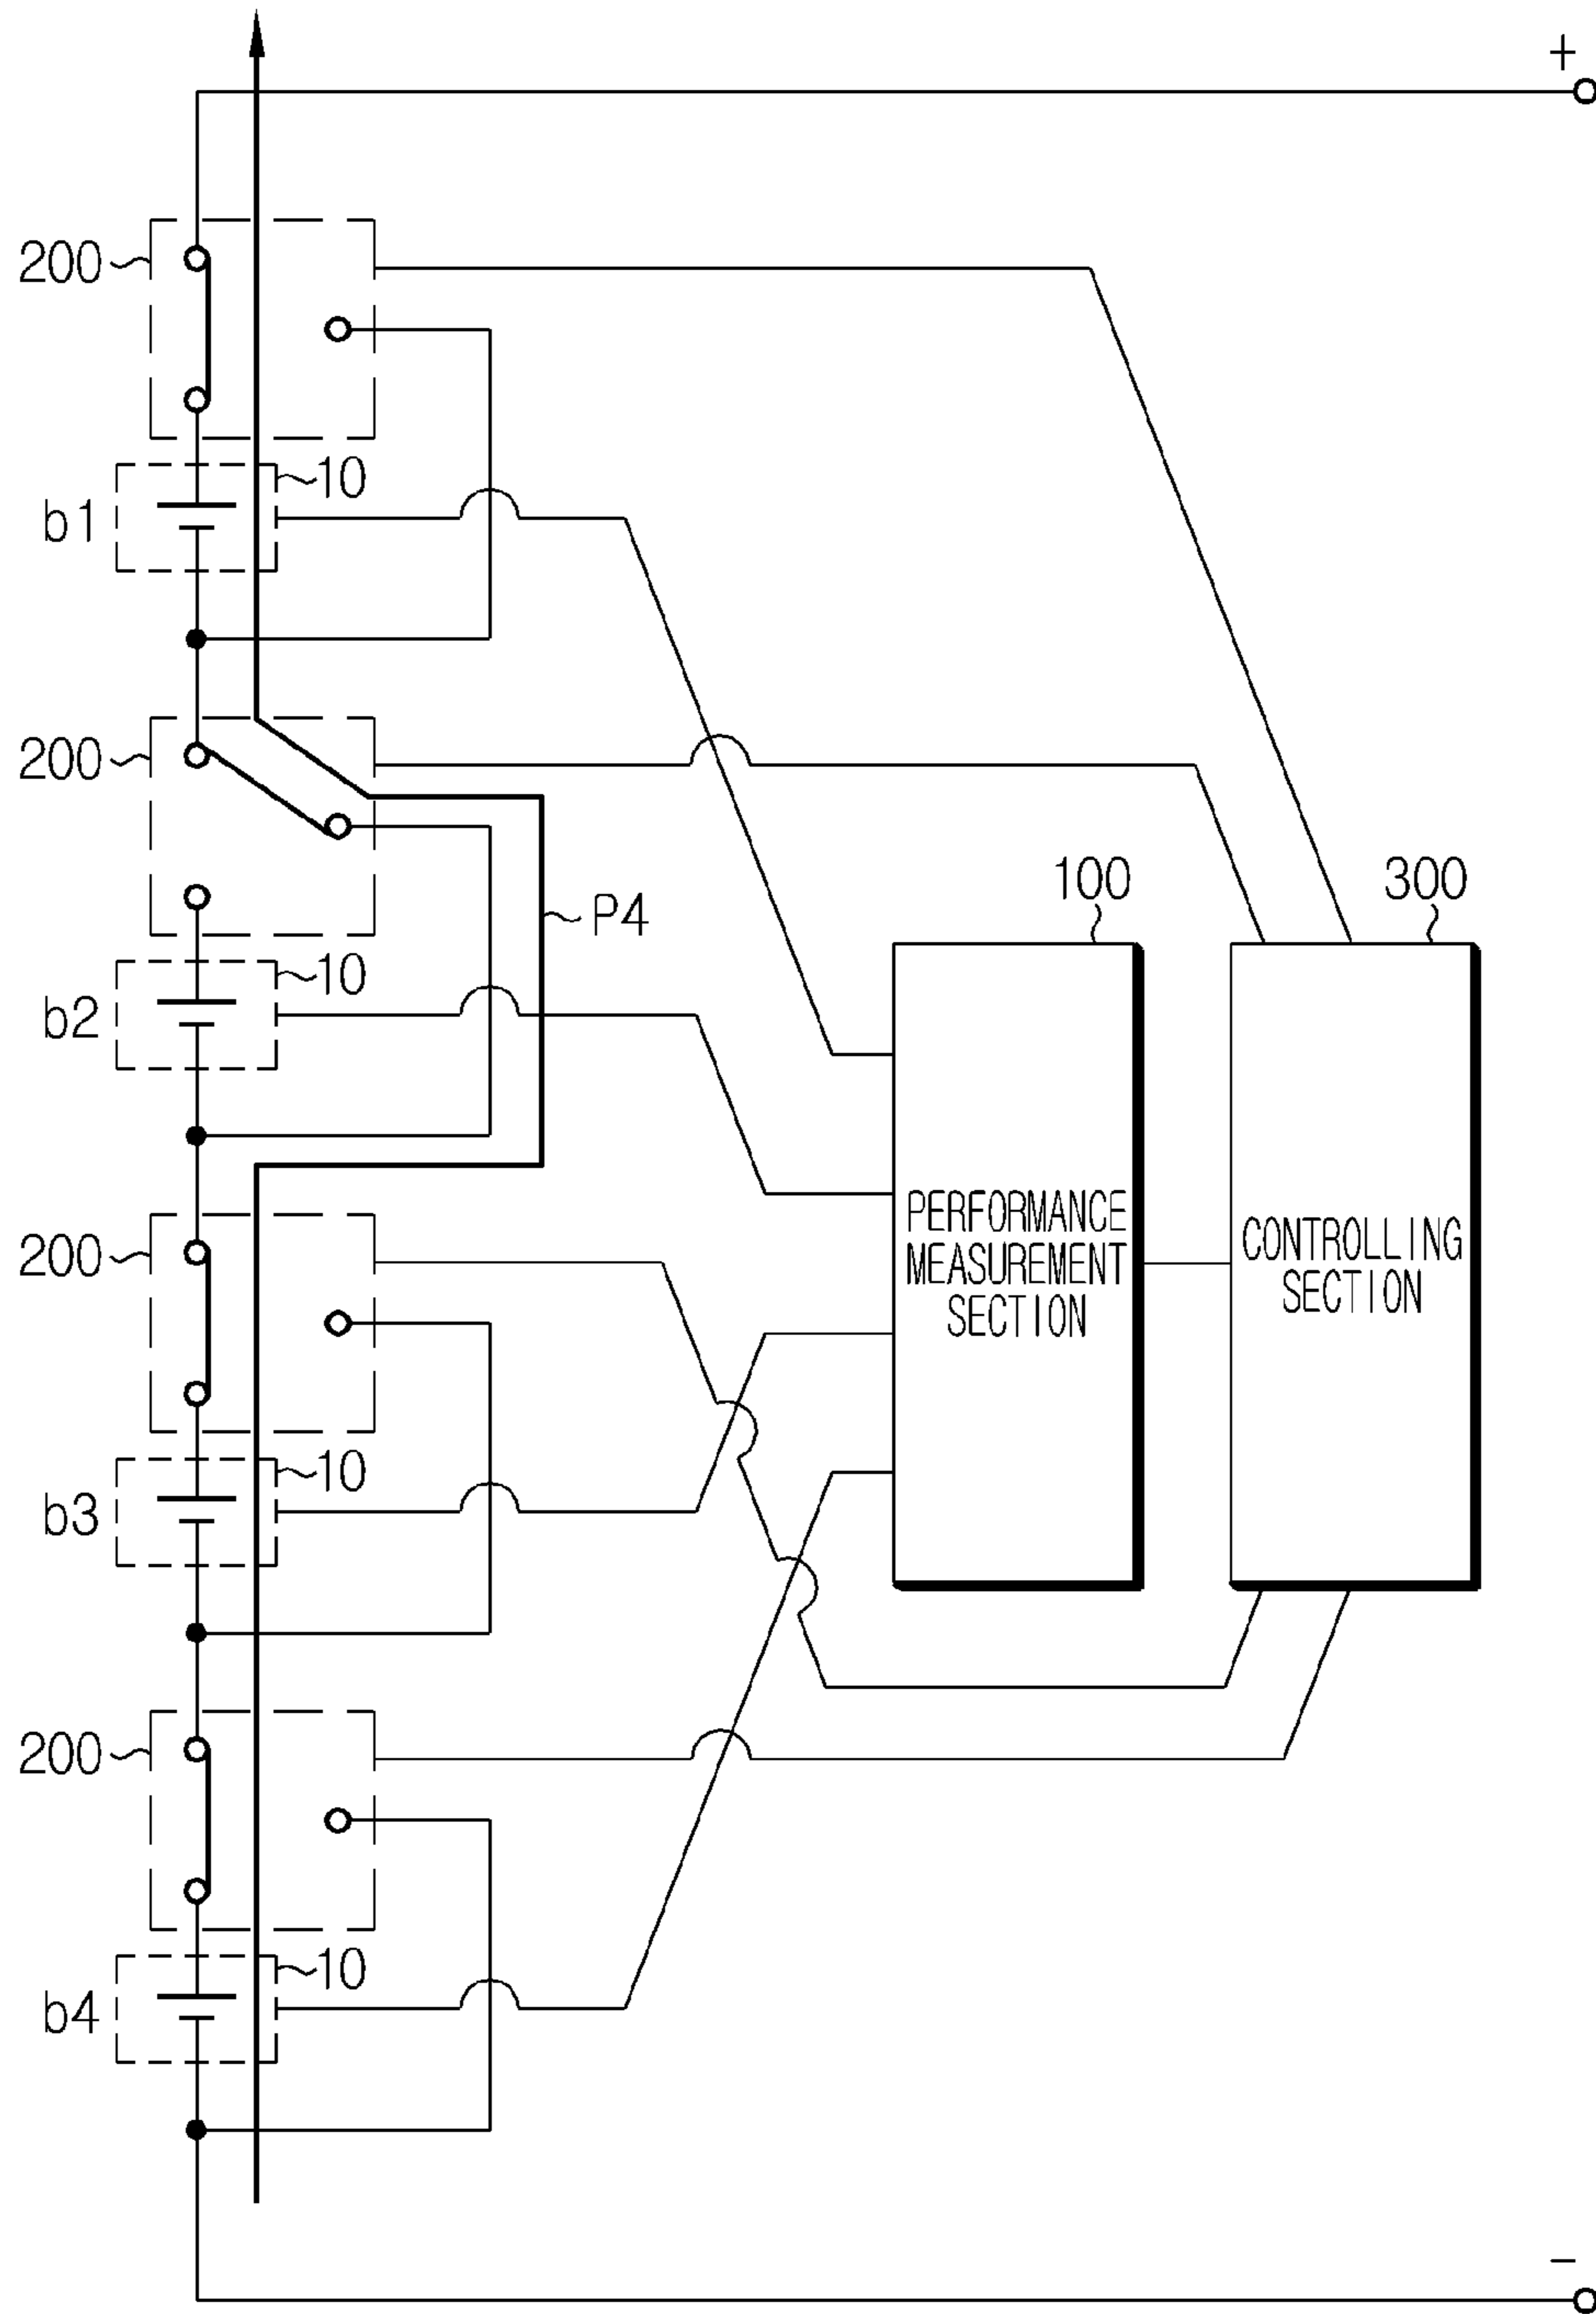 +
200
10
b1
200
P4
100
300
10
b2
PERFORMANCE
MEASUREMENT
SECTION
CONTROLLING
SECTION
200
10
b3
200
10
b4
−